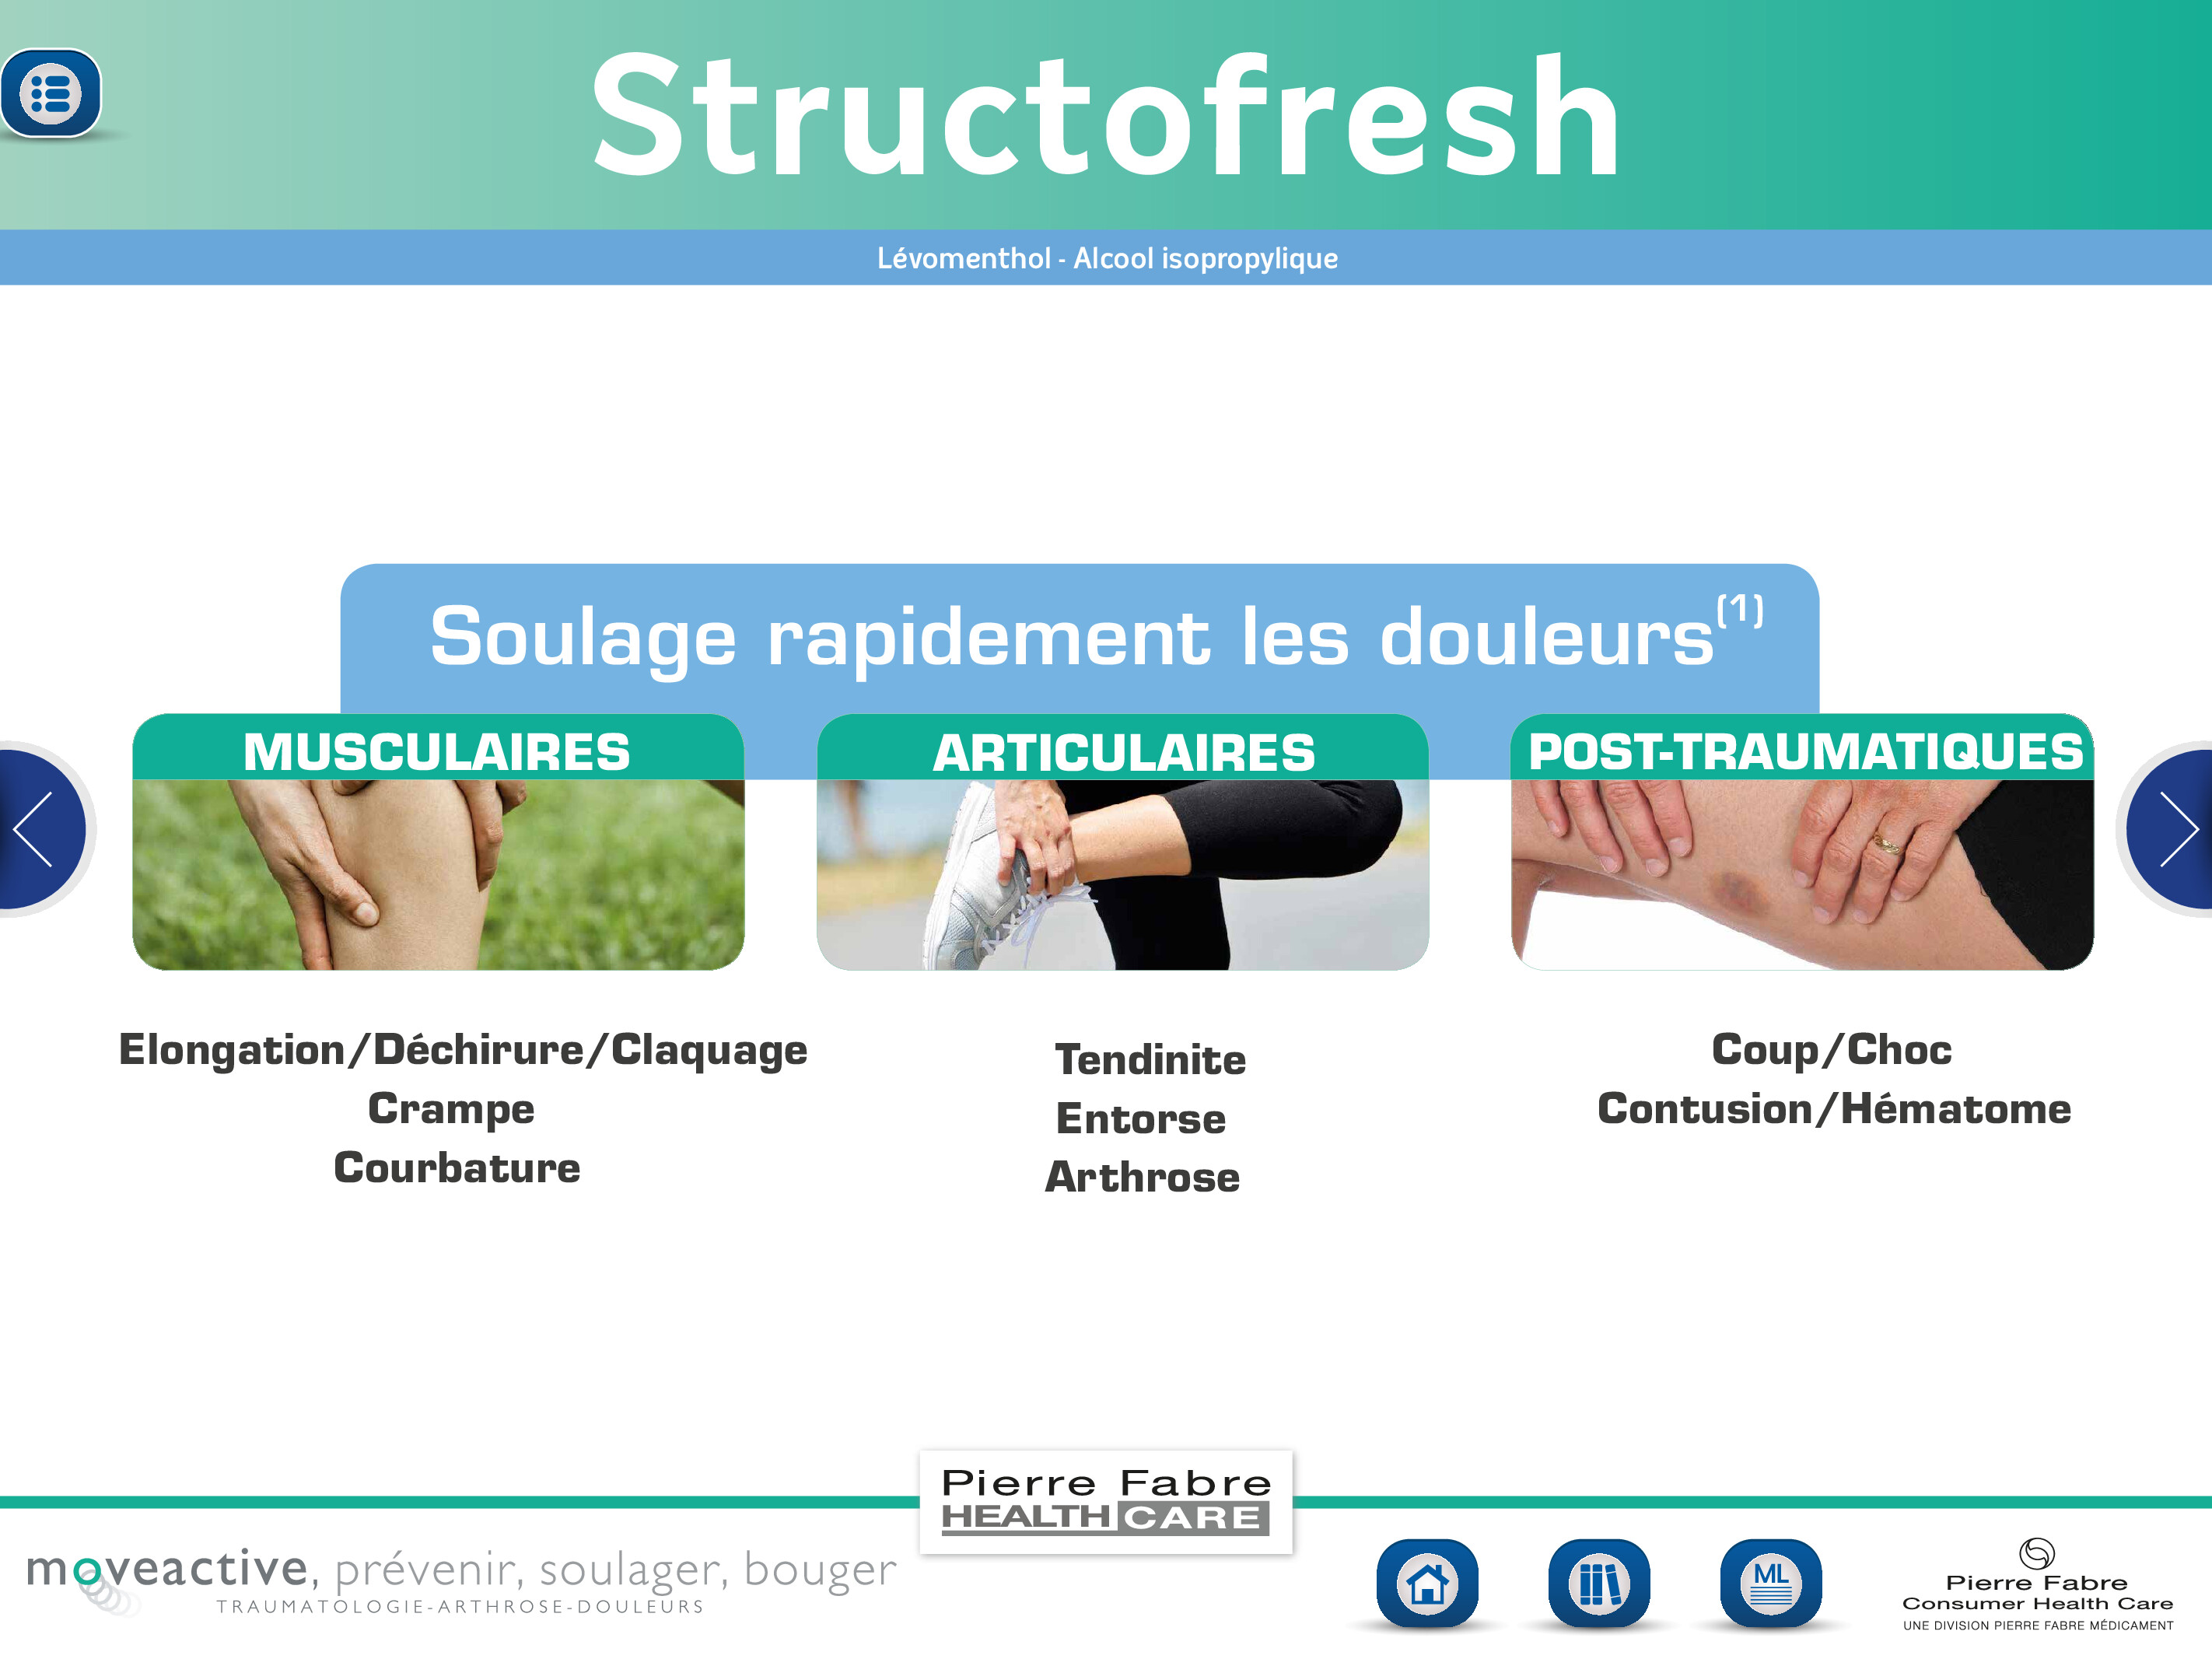 Structofresh
Lévomenthol - Alcool isopropylique
Soulage rapidement les douleurs(1)
MUSCULAIRES
Elongation/Déchirure/Claquage
Crampe
Courbature
ARTICULAIRES
Tendinite
Entorse
Arthrose
POST-TRAUMATIQUES
Coup/Choc
Contusion/Hématome
Pierre Fabre
HEALTH CARE
moveactive, prévenir, soulager, bouger
TRAUMATOLOGIE-ARTHROSE-DOULEURS
ML
Pierre Fabre
Consumer Health Care
UNE DIVISION PIERRE FABRE MÉDICAMENT